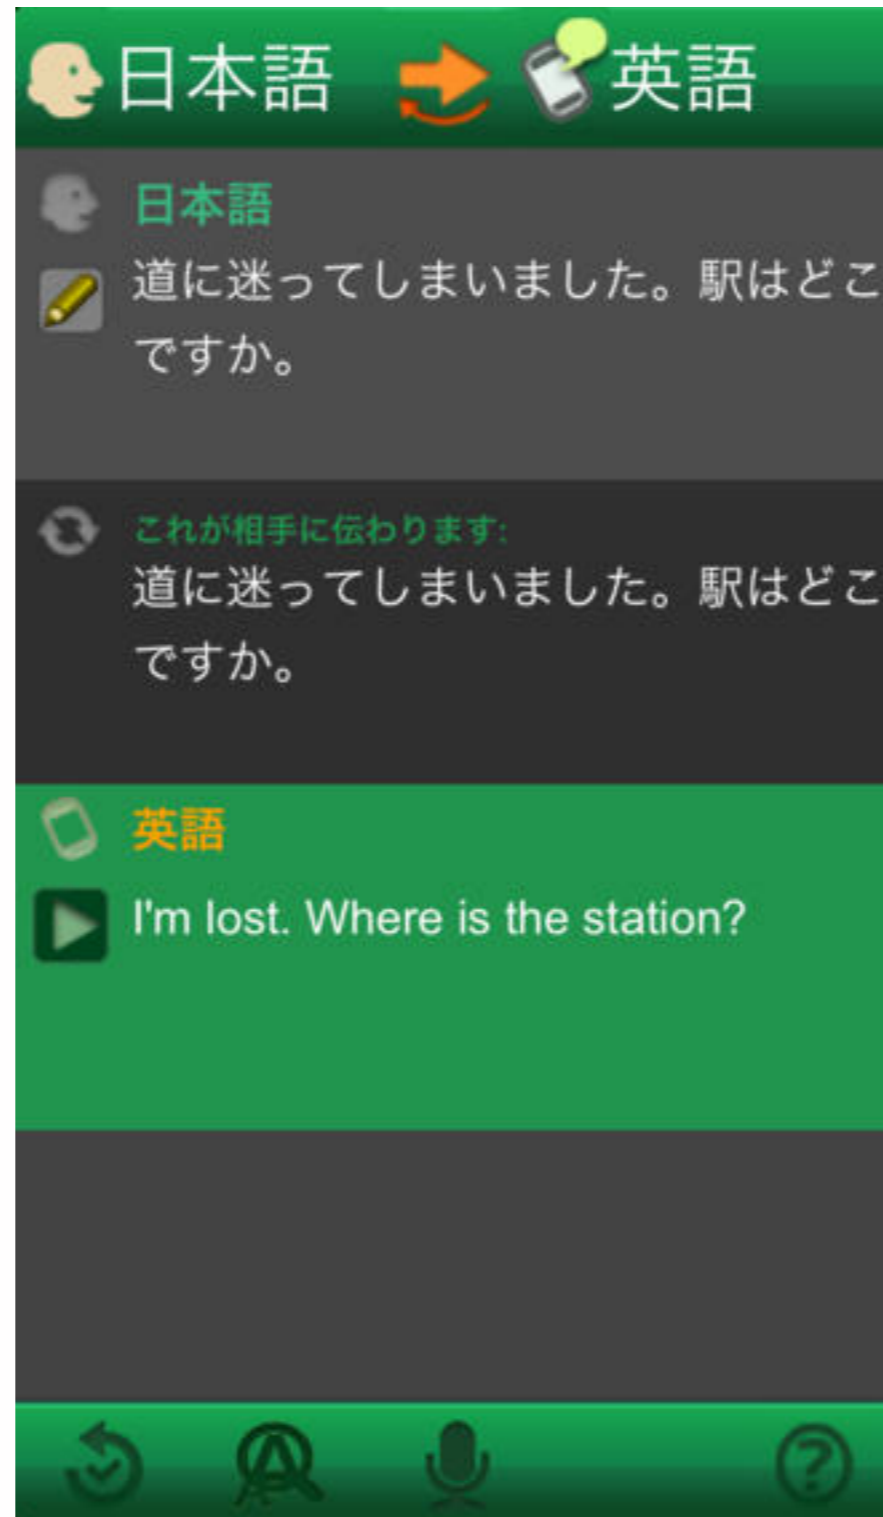 日本語 英語
日本語
道に迷ってしまいました。駅はどこ
ですか。
これが相手に伝わります:
道に迷ってしまいました。駅はどこ
ですか。
英語
I'm lost. Where is the station?